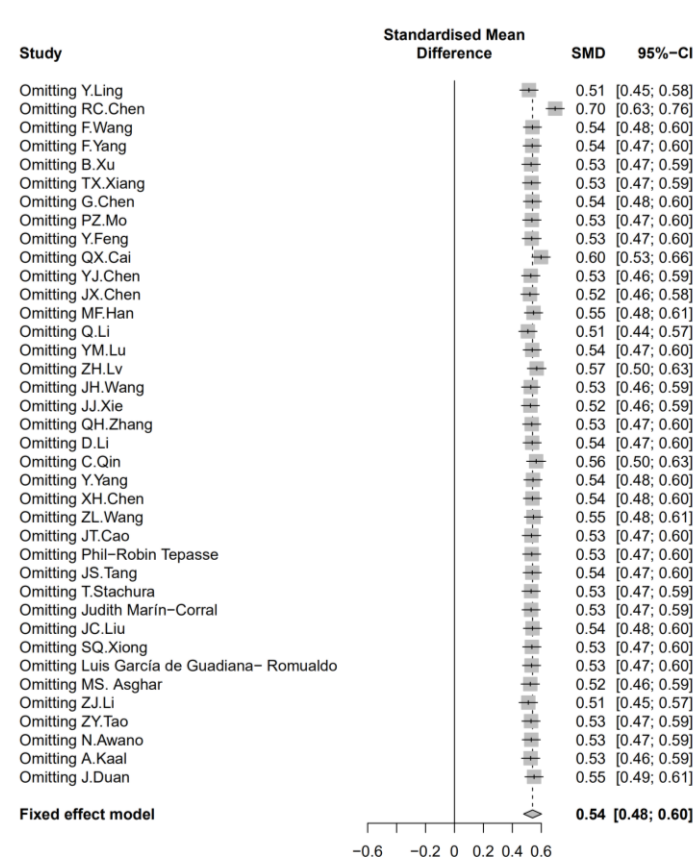 Standardised Mean
Study Difference SMD 95%−CI
Omitting Y.Ling 0.51 [0.45; 0.58]
Omitting RC.Chen 0.70 [0.63; 0.76]
Omitting F.Wang 0.54 [0.48; 0.60]
Omitting F.Yang 0.54 [0.47; 0.60]
Omitting B.Xu 0.53 [0.47; 0.59]
Omitting TX.Xiang 0.53 [0.47; 0.59]
Omitting G.Chen 0.54 [0.48; 0.60]
Omitting PZ.Mo 0.53 [0.47; 0.60]
Omitting Y.Feng 0.53 [0.47; 0.60]
Omitting QX.Cai 0.60 [0.53; 0.66]
Omitting YJ.Chen 0.53 [0.46; 0.59]
Omitting JX.Chen 0.52 [0.46; 0.58]
Omitting MF.Han 0.55 [0.48; 0.61]
Omitting Q.Li 0.51 [0.44; 0.57]
Omitting YM.Lu 0.54 [0.47; 0.60]
Omitting ZH.Lv 0.57 [0.50; 0.63]
Omitting JH.Wang 0.53 [0.46; 0.59]
Omitting JJ.Xie 0.52 [0.46; 0.59]
Omitting QH.Zhang 0.53 [0.47; 0.60]
Omitting D.Li 0.54 [0.47; 0.60]
Omitting C.Qin 0.56 [0.50; 0.63]
Omitting Y.Yang 0.54 [0.48; 0.60]
Omitting XH.Chen 0.54 [0.48; 0.60]
Omitting ZL.Wang 0.55 [0.48; 0.61]
Omitting JT.Cao 0.53 [0.47; 0.60]
Omitting Phil−Robin Tepasse 0.53 [0.47; 0.60]
Omitting JS.Tang 0.54 [0.47; 0.60]
Omitting T.Stachura 0.53 [0.47; 0.59]
Omitting Judith Marín−Corral 0.53 [0.47; 0.59]
Omitting JC.Liu 0.54 [0.48; 0.60]
Omitting SQ.Xiong 0.53 [0.47; 0.60]
Omitting Luis García de Guadiana− Romualdo 0.53 [0.47; 0.60]
Omitting MS. Asghar 0.52 [0.46; 0.59]
Omitting ZJ.Li 0.51 [0.45; 0.57]
Omitting ZY.Tao 0.53 [0.47; 0.59]
Omitting N.Awano 0.53 [0.47; 0.59]
Omitting A.Kaal 0.53 [0.46; 0.59]
Omitting J.Duan 0.55 [0.49; 0.61]
Fixed effect model 0.54 [0.48; 0.60]
−0.6 −0.2 0 0.2 0.4 0.6